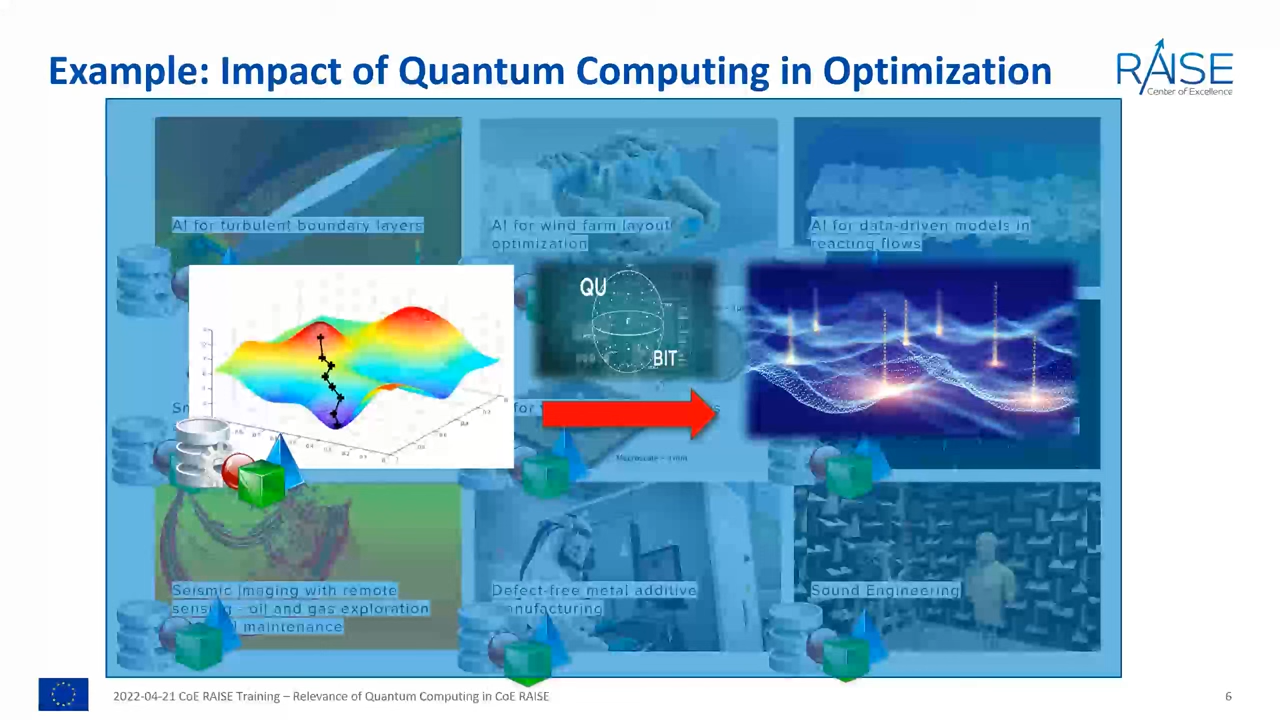 Example: Impact of Quantum Computing in Optimization
RAISE
Center of Excellence
AI for turbulent boundary layers
AI for wind farm layout
optimization
AI for data-driven models in
reacting flows
QU
BIT
for
Seismic imaging with remote
oil and gas exploration
maintenance
Defect-free metal additive
manufacturing
Sound Engineering
2022-04-21 CoE RAISE Training – Relevance of Quantum Computing in CoE RAISE
6